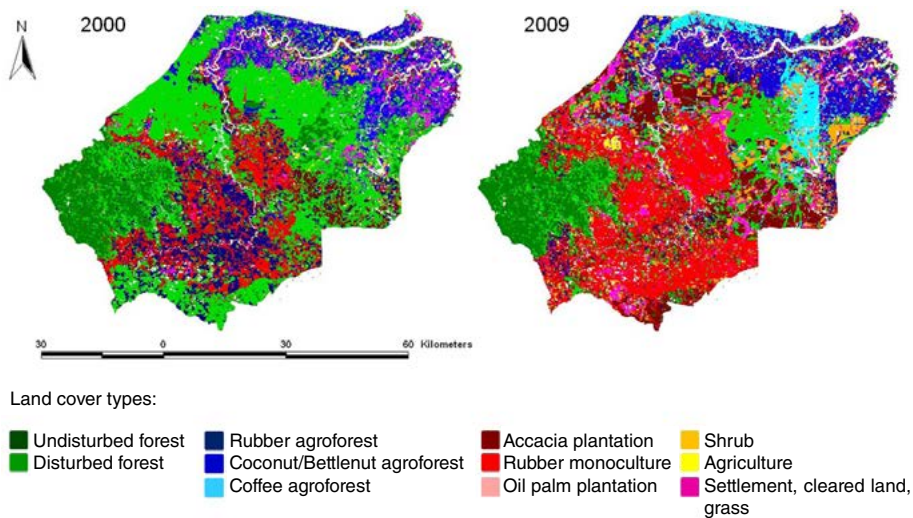 N
2000
2009
30 0 30 60 Kilometers
Land cover types:
Undisturbed forest
Disturbed forest
Rubber agroforest
Coconut/Bettlenut agroforest
Coffee agroforest
Accacia plantation
Rubber monoculture
Oil palm plantation
Shrub
Agriculture
Settlement, cleared land,
grass